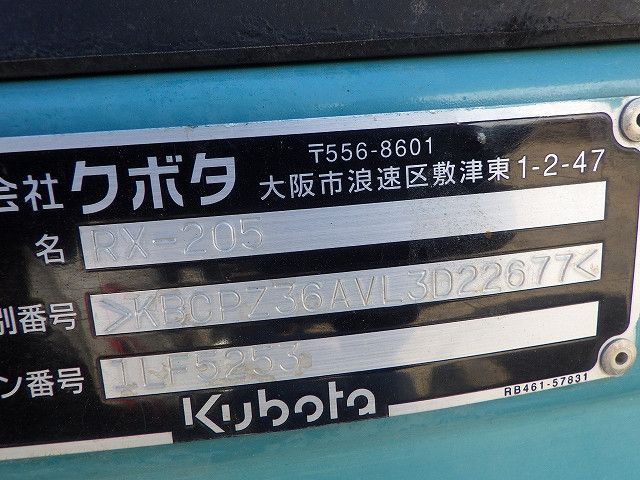 会社クボタ
〒556-8601
大阪市浪速区敷津東1-2-47
名 RX-205
別番号 >KBCPZ36AVL3D22677<
ン番号 1LF5253
Kubota
RB461-57831